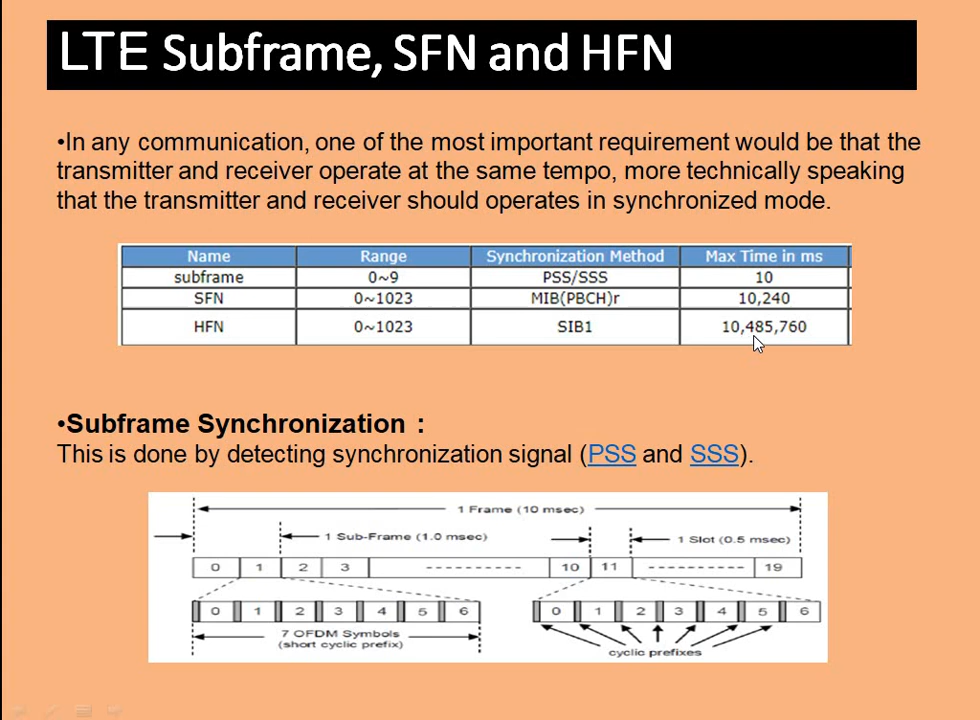 LTE Subframe, SFN and HFN
•In any communication, one of the most important requirement would be that the
transmitter and receiver operate at the same tempo, more technically speaking
that the transmitter and receiver should operates in synchronized mode.
Name Range Synchronization Method Max Time in ms
subframe 0~9 PSS/SSS 10
SFN 0~1023 MIB(PBCH)r 10,240
HFN 0~1023 SIB1 10,485,760
•Subframe Synchronization :
This is done by detecting synchronization signal (PSS and SSS).
1 Frame (10 msec)
1 Sub-Frame (1.0 msec) 1 Slot (0.5 msec)
0 1 2 3 10 11 19
0 1 2 3 4 5 6 0 1 2 3 4 5 6
7 OFDM Symbols
(short cyclic prefix)
cyclic prefixes